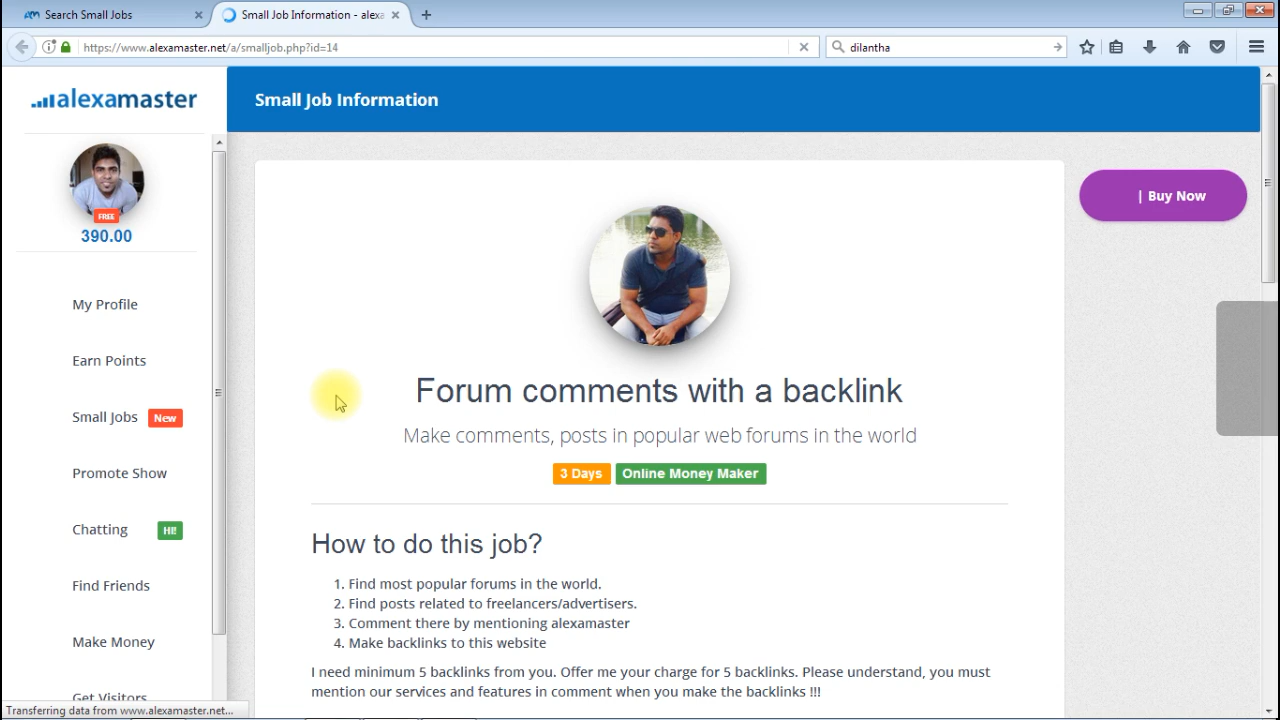 Search Small Jobs
Small Job Information - alexa
https://www.alexamaster.net/a/smalljob.php?id=14
dilantha
alexamaster
Small Job Information
FREE
390.00
| Buy Now
My Profile
Earn Points
Small Jobs New
Promote Show
Chatting HI!
Find Friends
Make Money
Get Visitors
Forum comments with a backlink
Make comments, posts in popular web forums in the world
3 Days Online Money Maker
How to do this job?
1. Find most popular forums in the world.
2. Find posts related to freelancers/advertisers.
3. Comment there by mentioning alexamaster
4. Make backlinks to this website
I need minimum 5 backlinks from you. Offer me your charge for 5 backlinks. Please understand, you must
mention our services and features in comment when you make the backlinks !!!
Transferring data from www.alexamaster.net...